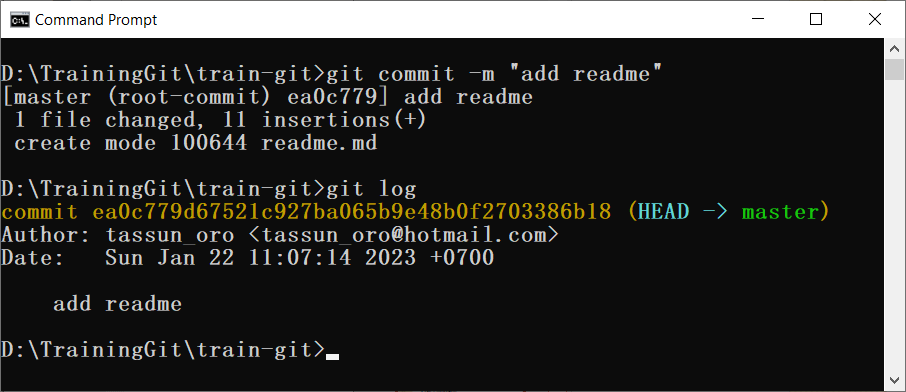 Command Prompt
D:\TrainingGit\train-git>git commit -m "add readme"
[master (root-commit) ea0c779] add readme
 1 file changed, 11 insertions(+)
 create mode 100644 readme.md
D:\TrainingGit\train-git>git log
commit ea0c779d67521c927ba065b9e48b0f2703386b18 (HEAD -> master)
Author: tassun_oro <tassun_oro@hotmail.com>
Date:   Sun Jan 22 11:07:14 2023 +0700
    add readme
D:\TrainingGit\train-git>